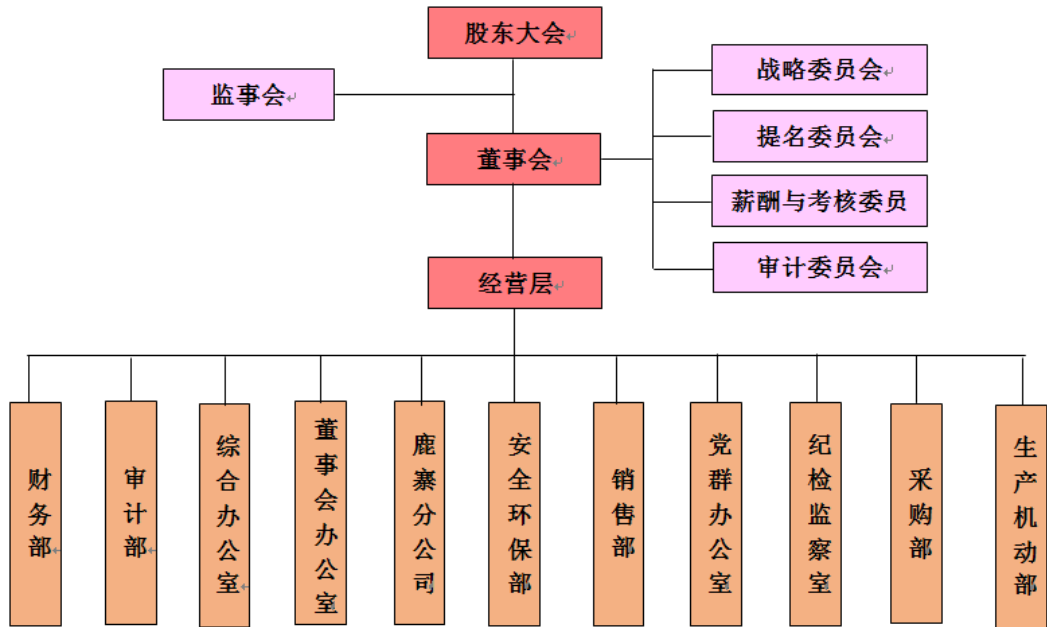 股东大会
监事会
董事会
战略委员会
提名委员会
薪酬与考核委员
审计委员会
经营层
财务部
审计部
综合办公室
董事会办公室
鹿寨分公司
安全环保部
销售部
党群办公室
纪检监察室
采购部
生产机动部